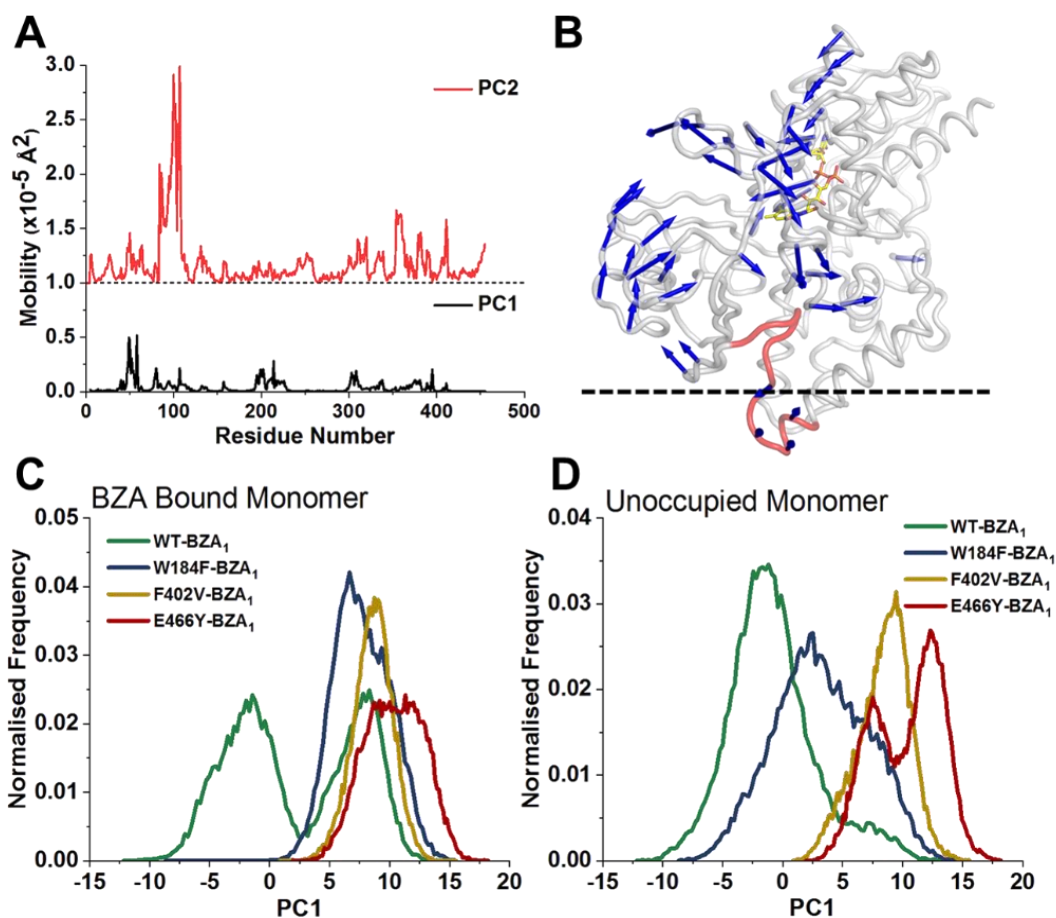 A
B
3.0
2.5
2.0
1.5
1.0
0.5
0.0
Mobility (x10⁻⁵ Å²)
PC2
PC1
0 100 200 300 400 500
Residue Number
C
BZA Bound Monomer
0.05
0.04
0.03
0.02
0.01
0.00
Normalised Frequency
WT-BZA₁
W184F-BZA₁
F402V-BZA₁
E466Y-BZA₁
-15 -10 -5 0 5 10 15 20
PC1
D
Unoccupied Monomer
0.04
0.03
0.02
0.01
0.00
Normalised Frequency
WT-BZA₁
W184F-BZA₁
F402V-BZA₁
E466Y-BZA₁
-15 -10 -5 0 5 10 15 20
PC1